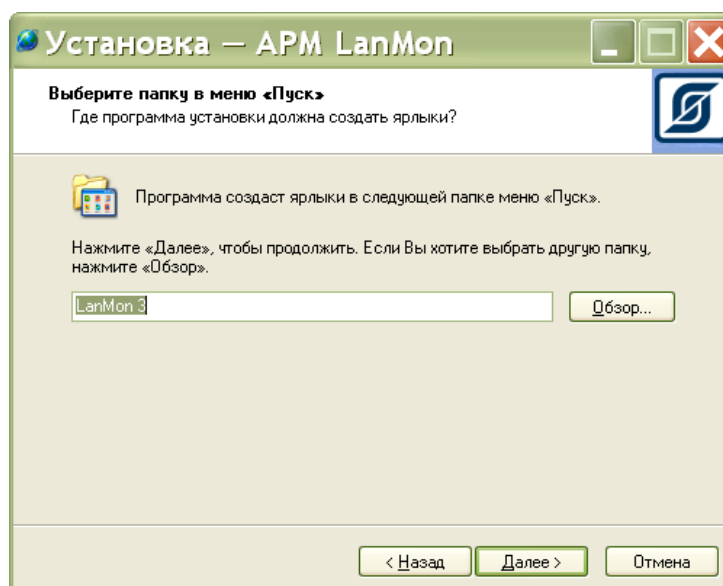 Установка — АРМ LanMon
Выберите папку в меню «Пуск»
Где программа установки должна создать ярлыки?
Программа создаст ярлыки в следующей папке меню «Пуск».
Нажмите «Далее», чтобы продолжить. Если Вы хотите выбрать другую папку,
нажмите «Обзор».
LanMon 3
Обзор...
< Назад
Далее >
Отмена